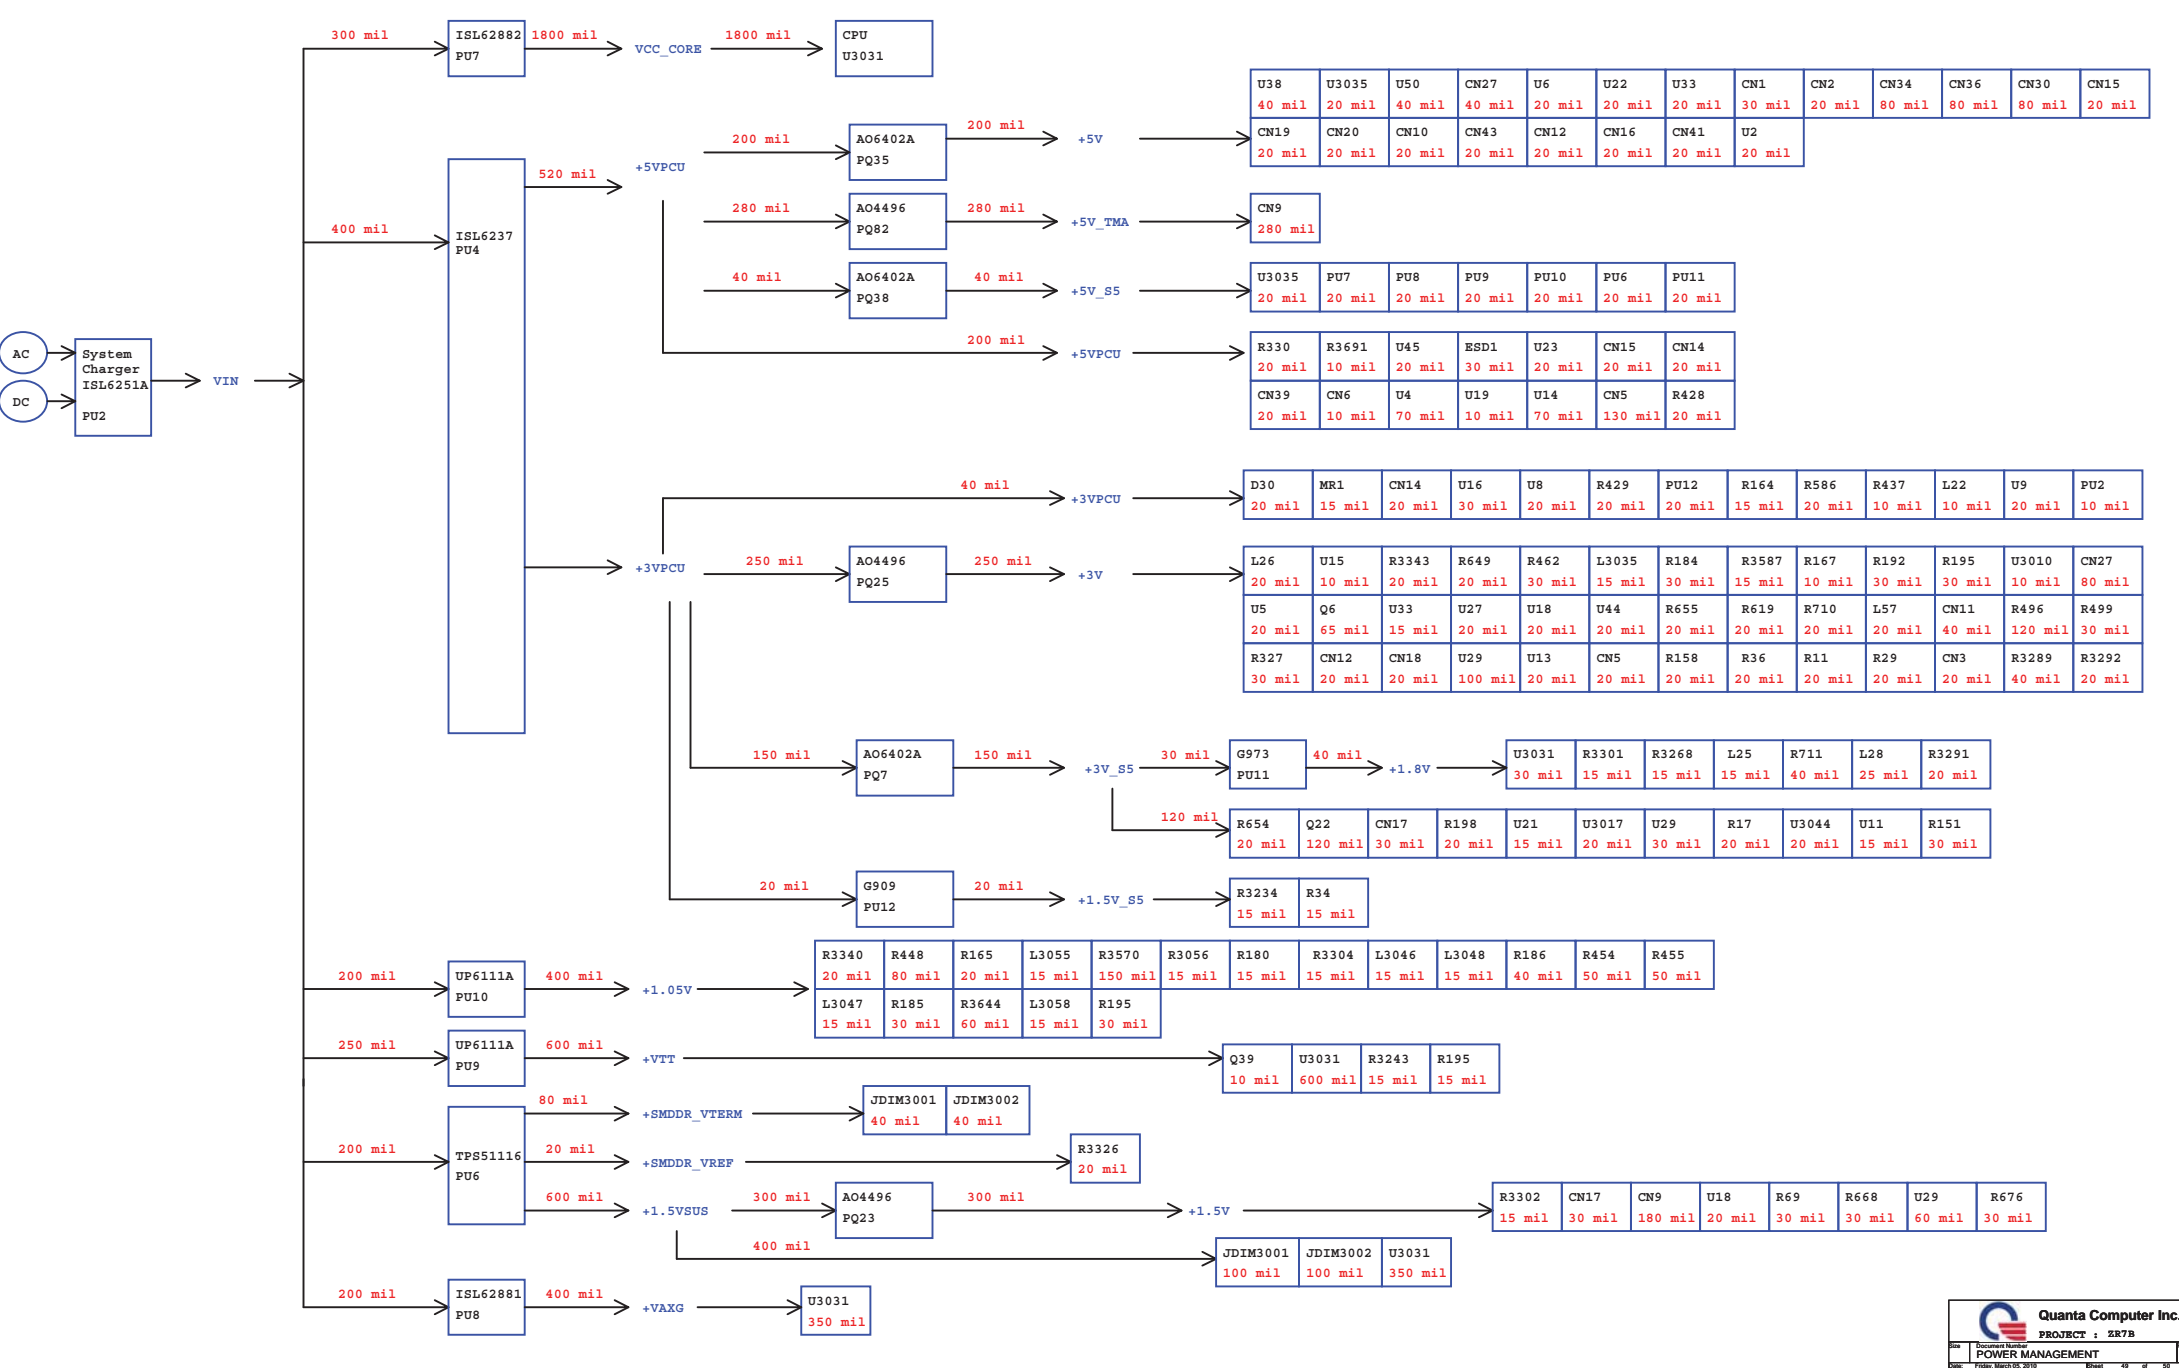 300 mil ISL62882 1800 mil VCC_CORE 1800 mil CPU
PU7 U3031
U38 U3035 U50 CN27 U6 U22 U33 CN1 CN2 CN34 CN36 CN30 CN15
40 mil 20 mil 40 mil 40 mil 20 mil 20 mil 20 mil 30 mil 20 mil 80 mil 80 mil 80 mil 20 mil
200 mil AO6402A 200 mil +5V CN19 CN20 CN10 CN43 CN12 CN16 CN41 U2
PQ35 20 mil 20 mil 20 mil 20 mil 20 mil 20 mil 20 mil 20 mil
520 mil +5VPCU
280 mil AO4496 280 mil +5V_TMA CN9
PQ82 280 mil
400 mil ISL6237
PU4
40 mil AO6402A 40 mil +5V_S5 U3035 PU7 PU8 PU9 PU10 PU6 PU11
PQ38 20 mil 20 mil 20 mil 20 mil 20 mil 20 mil 20 mil
200 mil +5VPCU R330 R3691 U45 ESD1 U23 CN15 CN14
20 mil 10 mil 20 mil 30 mil 20 mil 20 mil 20 mil
CN39 CN6 U4 U19 U14 CN5 R428
20 mil 10 mil 70 mil 10 mil 70 mil 130 mil 20 mil
AC System
Charger
ISL6251A VIN
DC PU2
40 mil +3VPCU D30 MR1 CN14 U16 U8 R429 PU12 R164 R586 R437 L22 U9 PU2
20 mil 15 mil 20 mil 30 mil 20 mil 20 mil 20 mil 15 mil 20 mil 10 mil 10 mil 20 mil 10 mil
+3VPCU 250 mil AO4496 250 mil +3V L26 U15 R3343 R649 R462 L3035 R184 R3587 R167 R192 R195 U3010 CN27
PQ25 20 mil 10 mil 20 mil 20 mil 30 mil 15 mil 30 mil 15 mil 10 mil 30 mil 30 mil 10 mil 80 mil
U5 Q6 U33 U27 U18 U44 R655 R619 R710 L57 CN11 R496 R499
20 mil 65 mil 15 mil 20 mil 20 mil 20 mil 20 mil 20 mil 20 mil 20 mil 40 mil 120 mil 30 mil
R327 CN12 CN18 U29 U13 CN5 R158 R36 R11 R29 CN3 R3289 R3292
30 mil 20 mil 20 mil 100 mil 20 mil 20 mil 20 mil 20 mil 20 mil 20 mil 20 mil 40 mil 20 mil
150 mil AO6402A 150 mil +3V_S5 30 mil G973 40 mil +1.8V U3031 R3301 R3268 L25 R711 L28 R3291
PQ7 PU11 30 mil 15 mil 15 mil 15 mil 40 mil 25 mil 20 mil
120 mil R654 Q22 CN17 R198 U21 U3017 U29 R17 U3044 U11 R151
20 mil 120 mil 30 mil 20 mil 15 mil 20 mil 30 mil 20 mil 20 mil 15 mil 30 mil
20 mil G909 20 mil +1.5V_S5 R3234 R34
PU12 15 mil 15 mil
200 mil UP6111A 400 mil +1.05V R3340 R448 R165 L3055 R3570 R3056 R180 R3304 L3046 L3048 R186 R454 R455
PU10 20 mil 80 mil 20 mil 15 mil 150 mil 15 mil 15 mil 15 mil 15 mil 15 mil 40 mil 50 mil 50 mil
L3047 R185 R3644 L3058 R195
15 mil 30 mil 60 mil 15 mil 30 mil
250 mil UP6111A 600 mil +VTT Q39 U3031 R3243 R195
PU9 10 mil 600 mil 15 mil 15 mil
80 mil +SMDDR_VTERM JDIM3001 JDIM3002
40 mil 40 mil
200 mil TPS51116 20 mil +SMDDR_VREF R3326
PU6 20 mil
600 mil +1.5VSUS 300 mil AO4496 300 mil +1.5V R3302 CN17 CN9 U18 R69 R668 U29 R676
PQ23 15 mil 30 mil 180 mil 20 mil 30 mil 30 mil 60 mil 30 mil
400 mil JDIM3001 JDIM3002 U3031
100 mil 100 mil 350 mil
200 mil ISL62881 400 mil +VAXG U3031
PU8 350 mil
Quanta Computer Inc.
PROJECT : ZR7B
Size Document Number
POWER MANAGEMENT
Date: Friday, March 05, 2010 Sheet 49 of 50